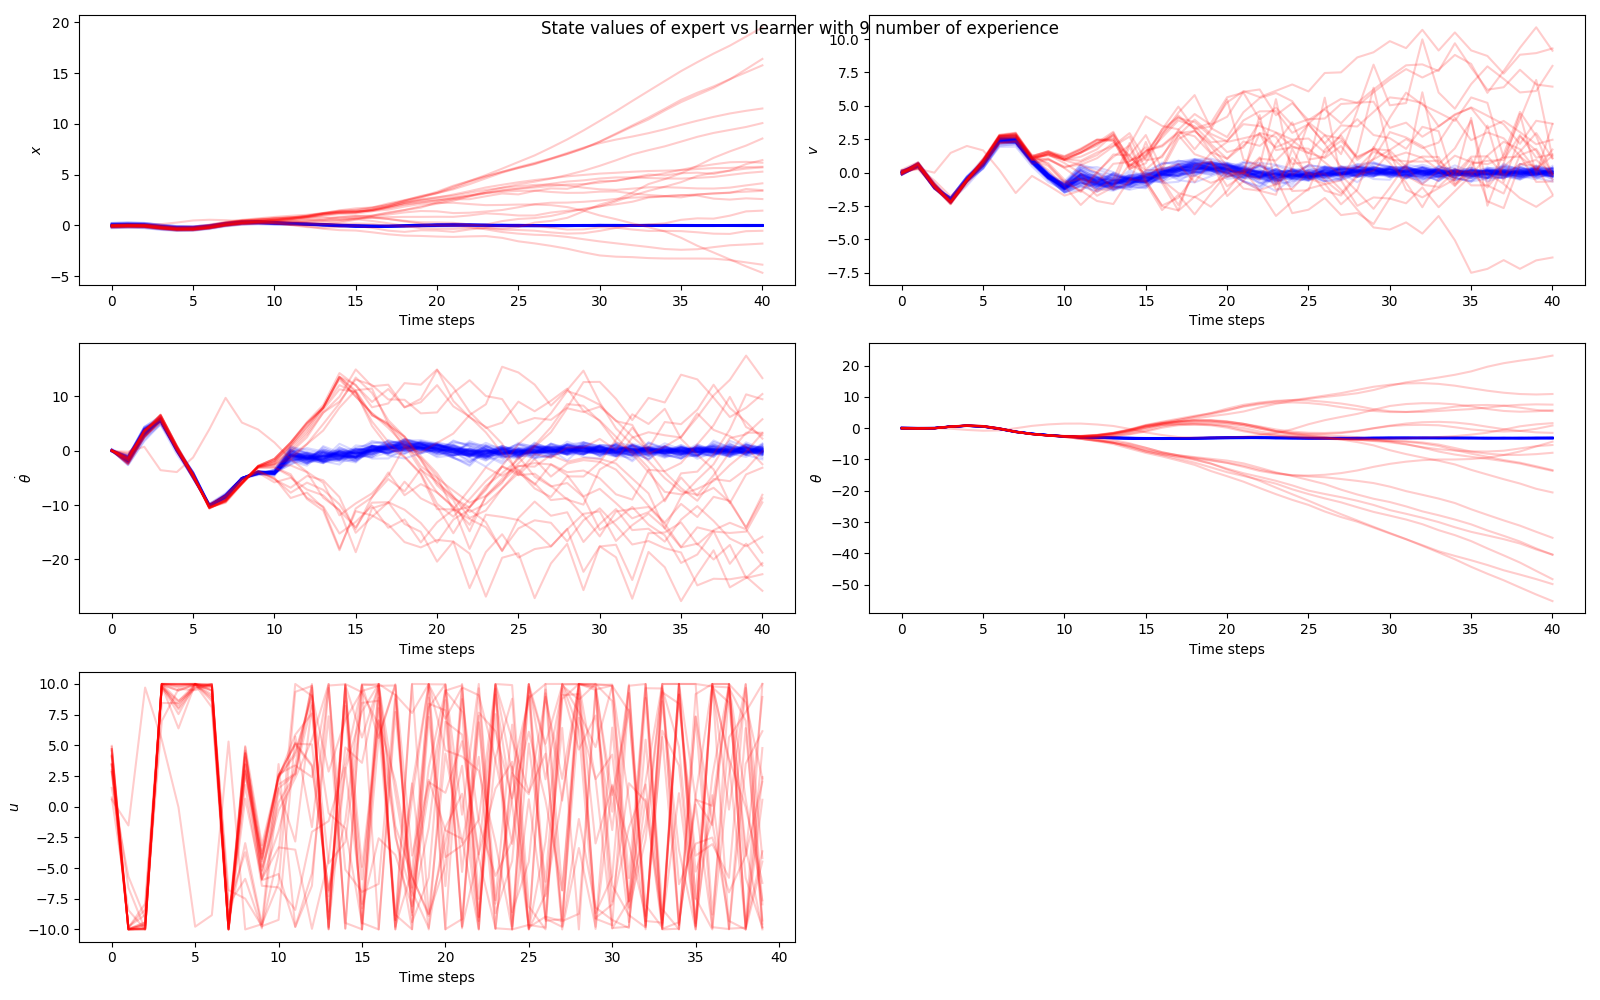 State values of expert vs learner with 9 number of experience
20
15
10
5
0
−5
x
0 5 10 15 20 25 30 35 40
Time steps
10.0
7.5
5.0
2.5
0.0
−2.5
−5.0
−7.5
v
0 5 10 15 20 25 30 35 40
Time steps
10
0
−10
−20
θ̇
0 5 10 15 20 25 30 35 40
Time steps
20
10
0
−10
−20
−30
−40
−50
θ
0 5 10 15 20 25 30 35 40
Time steps
10.0
7.5
5.0
2.5
0.0
−2.5
−5.0
−7.5
−10.0
u
0 5 10 15 20 25 30 35 40
Time steps